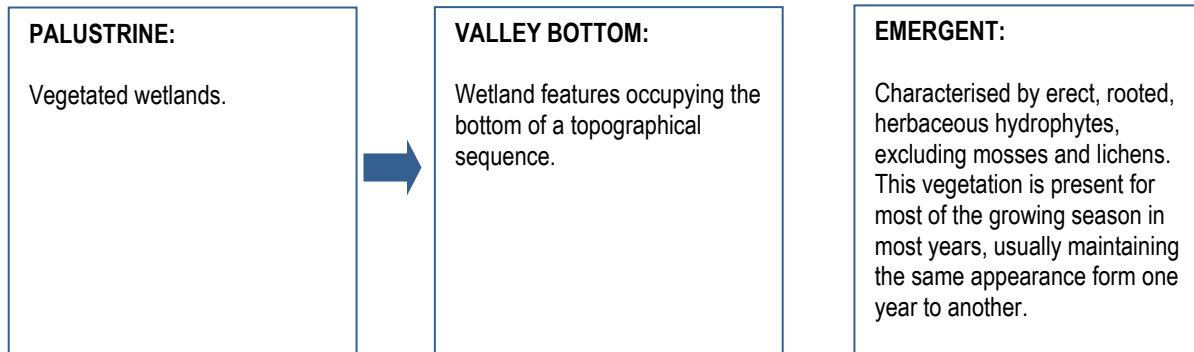 PALUSTRINE:
Vegetated wetlands.
VALLEY BOTTOM:
Wetland features occupying the
bottom of a topographical
sequence.
EMERGENT:
Characterised by erect, rooted,
herbaceous hydrophytes,
excluding mosses and lichens.
This vegetation is present for
most of the growing season in
most years, usually maintaining
the same appearance form one
year to another.